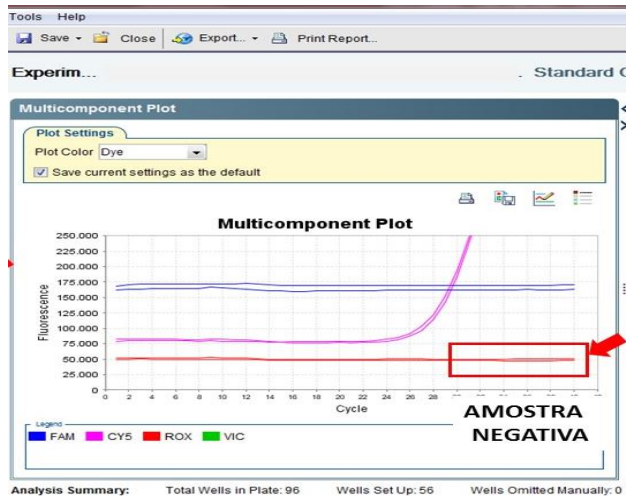 Tools Help
Save Close Export... Print Report...
Experim... . Standard
Multicomponent Plot
Plot Settings
Plot Color Dye
Save current settings as the default
Multicomponent Plot
250.000
225.000
200.000
175.000
150.000
125.000
100.000
75.000
50.000
25.000
0
Fluorescence
0 2 4 6 8 10 12 14 16 18 20 22 24 26 28
Cycle
AMOSTRA
NEGATIVA
Legend
FAM CY5 ROX VIC
Analysis Summary: Total Wells in Plate: 96 Wells Set Up: 56 Wells Omitted Manually: 0